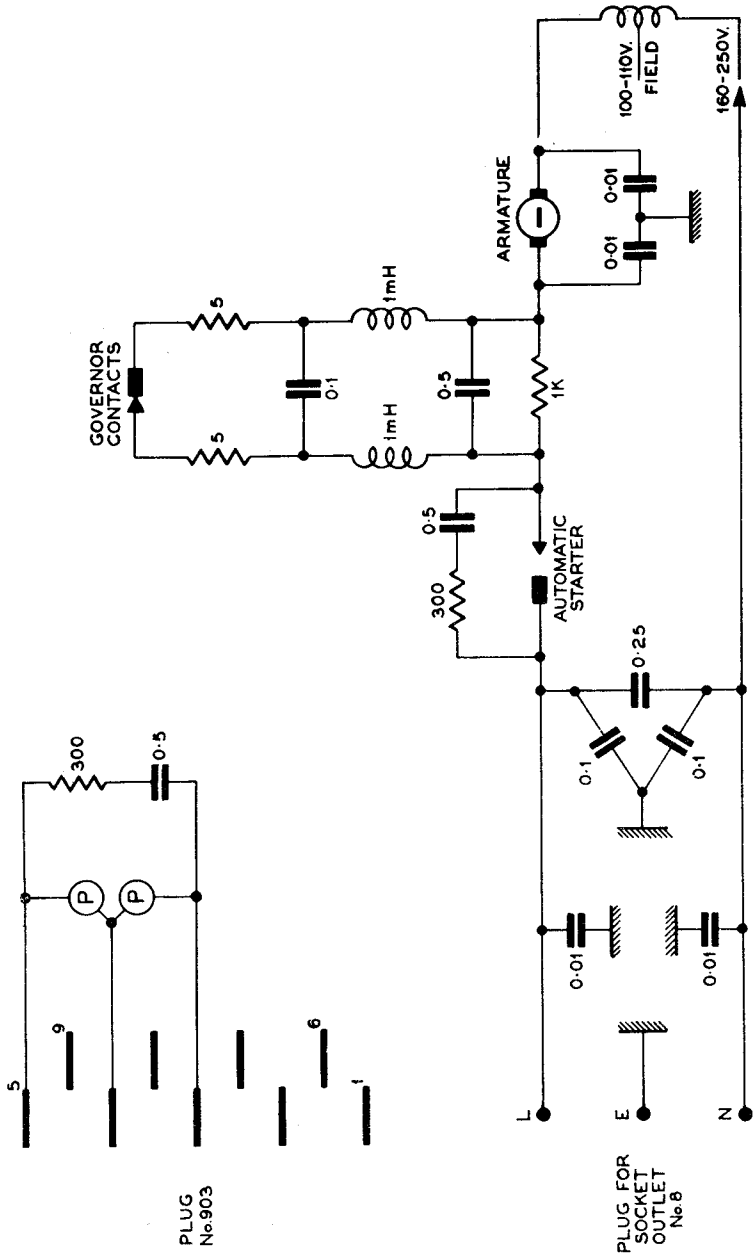 PLUG
No.903
5
9
6
1
P
P
300
0·5
GOVERNOR
CONTACTS
5
5
0·1
1mH
1mH
0·5
1K
300
0·5
AUTOMATIC
STARTER
ARMATURE
0·01
0·01
100-110V.
FIELD
160-250V.
PLUG FOR
SOCKET
OUTLET
No.8
L
E
N
0·01
0·01
0·1
0·1
0·25